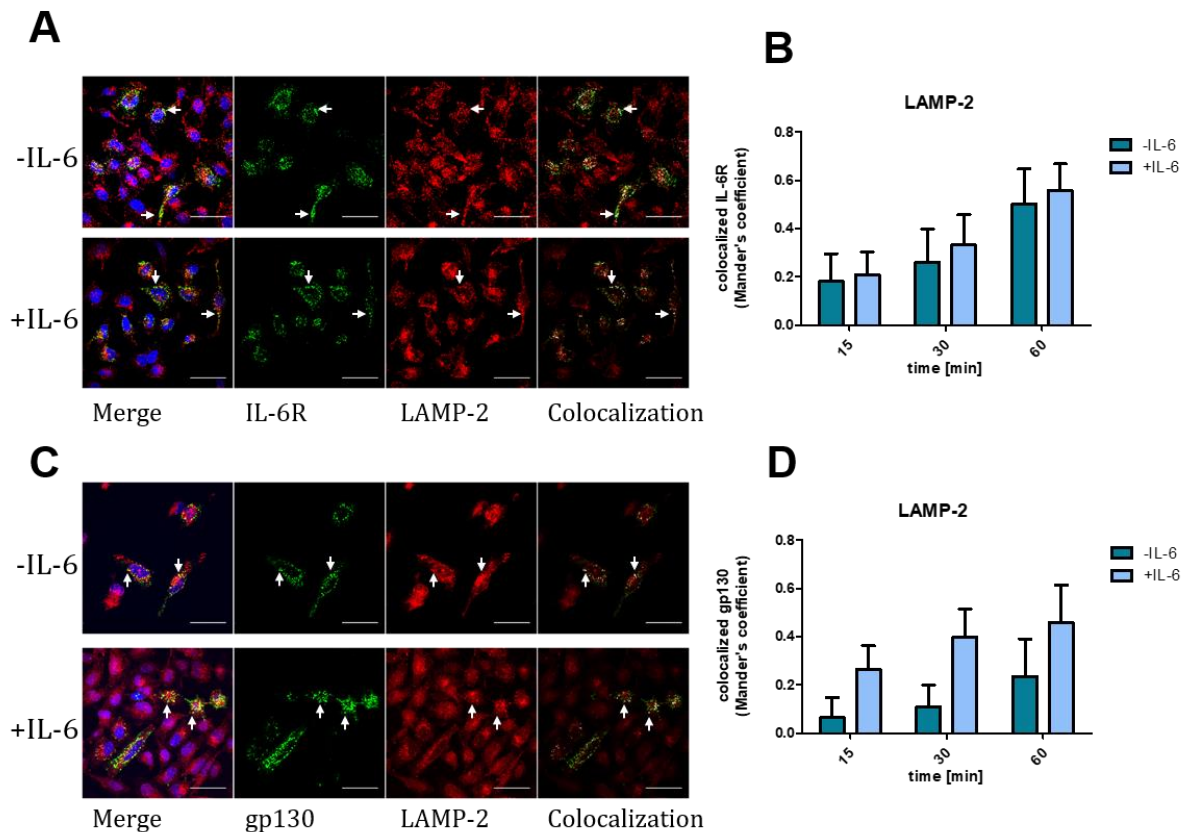 A
-IL-6
+IL-6
Merge IL-6R LAMP-2 Colocalization
B
LAMP-2
colocalized IL-6R
(Mander's coefficient)
0.8
0.6
0.4
0.2
0.0
15 30 60
time [min]
-IL-6
+IL-6
C
-IL-6
+IL-6
Merge gp130 LAMP-2 Colocalization
D
LAMP-2
colocalized gp130
(Mander's coefficient)
0.8
0.6
0.4
0.2
0.0
15 30 60
time [min]
-IL-6
+IL-6